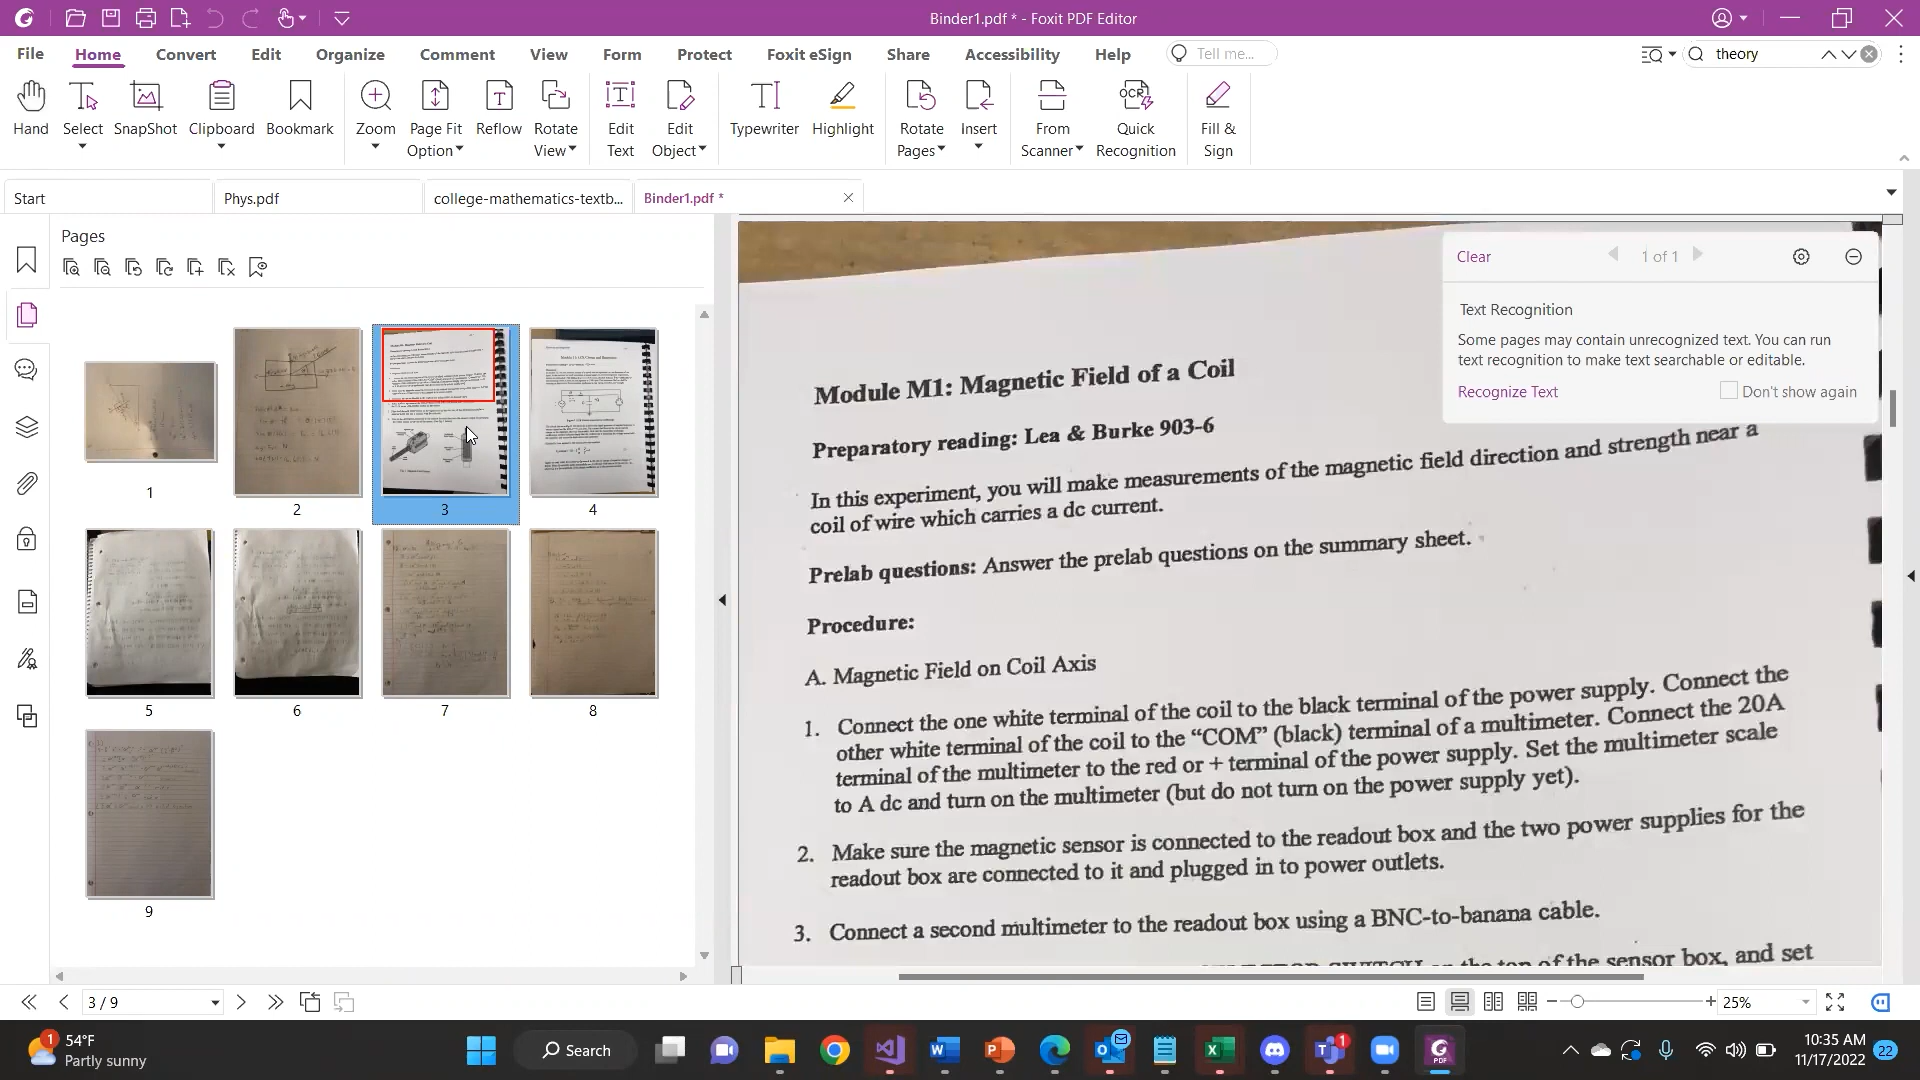 Binder1.pdf * - Foxit PDF Editor
File
Home
Convert
Edit
Organize
Comment
View
Form
Protect
Foxit eSign
Share
Accessibility
Help
Tell me...
theory
Hand
Select
SnapShot
Clipboard
Bookmark
Zoom
Page Fit
Option
Reflow
Rotate
View
Edit
Text
Edit
Object
Typewriter
Highlight
Rotate
Pages
Insert
From
Scanner
OCR
Quick
Recognition
Fill &
Sign
Start
Phys.pdf
college-mathematics-textb...
Binder1.pdf *
Pages
1
2
3
4
5
6
7
8
9
Clear
1 of 1
Text Recognition
Some pages may contain unrecognized text. You can run
text recognition to make text searchable or editable.
Recognize Text
Don't show again
Module M1: Magnetic Field of a Coil
Preparatory reading: Lea & Burke 903-6
In this experiment, you will make measurements of the magnetic field direction and strength near a
coil of wire which carries a dc current.
Prelab questions: Answer the prelab questions on the summary sheet.
Procedure:
A. Magnetic Field on Coil Axis
1. Connect the one white terminal of the coil to the black terminal of the power supply. Connect the
other white terminal of the coil to the "COM" (black) terminal of a multimeter. Connect the 20A
terminal of the multimeter to the red or + terminal of the power supply. Set the multimeter scale
to A dc and turn on the multimeter (but do not turn on the power supply yet).
2. Make sure the magnetic sensor is connected to the readout box and the two power supplies for the
readout box are connected to it and plugged in to power outlets.
3. Connect a second multimeter to the readout box using a BNC-to-banana cable.
SWITCH on the top of the sensor box, and set
3 / 9
25%
1
54°F
Partly sunny
Search
1
10:35 AM
11/17/2022
22